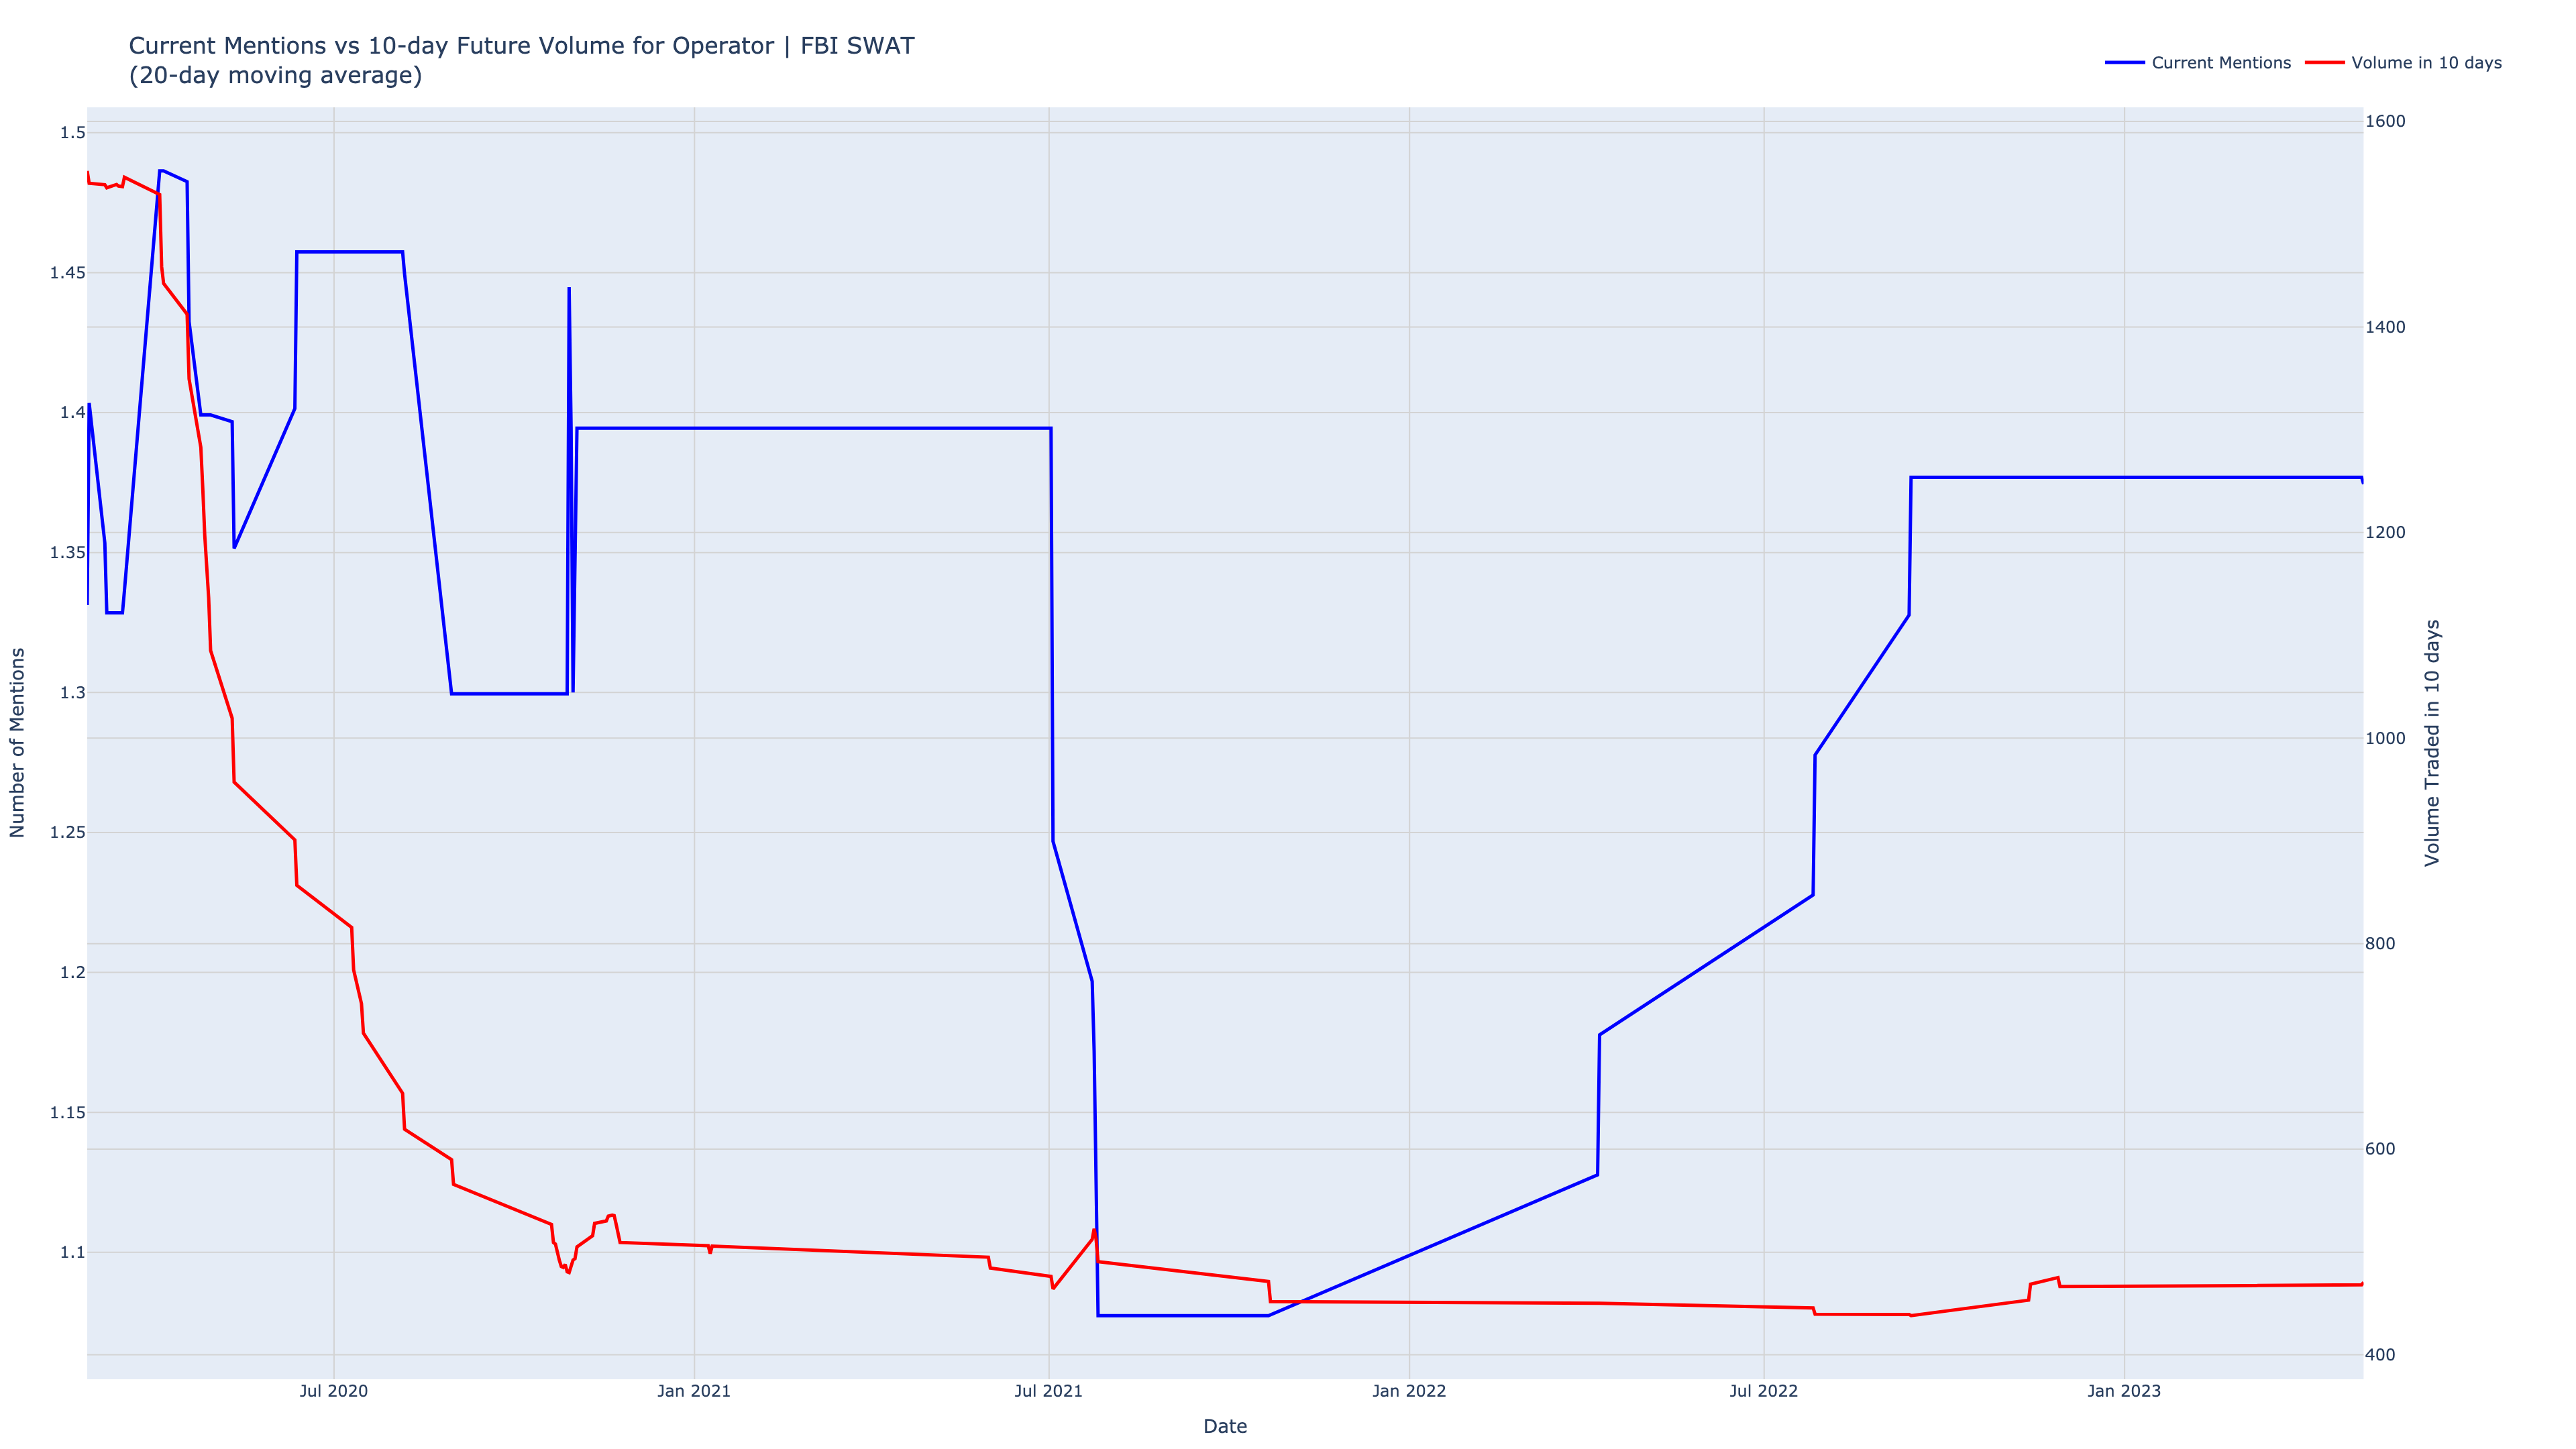 Current Mentions vs 10-day Future Volume for Operator | FBI SWAT
(20-day moving average)
Current Mentions
Volume in 10 days
1.5
1.45
1.4
1.35
1.3
1.25
1.2
1.15
1.1
Number of Mentions
1600
1400
1200
1000
800
600
400
Volume Traded in 10 days
Jul 2020
Jan 2021
Jul 2021
Jan 2022
Jul 2022
Jan 2023
Date